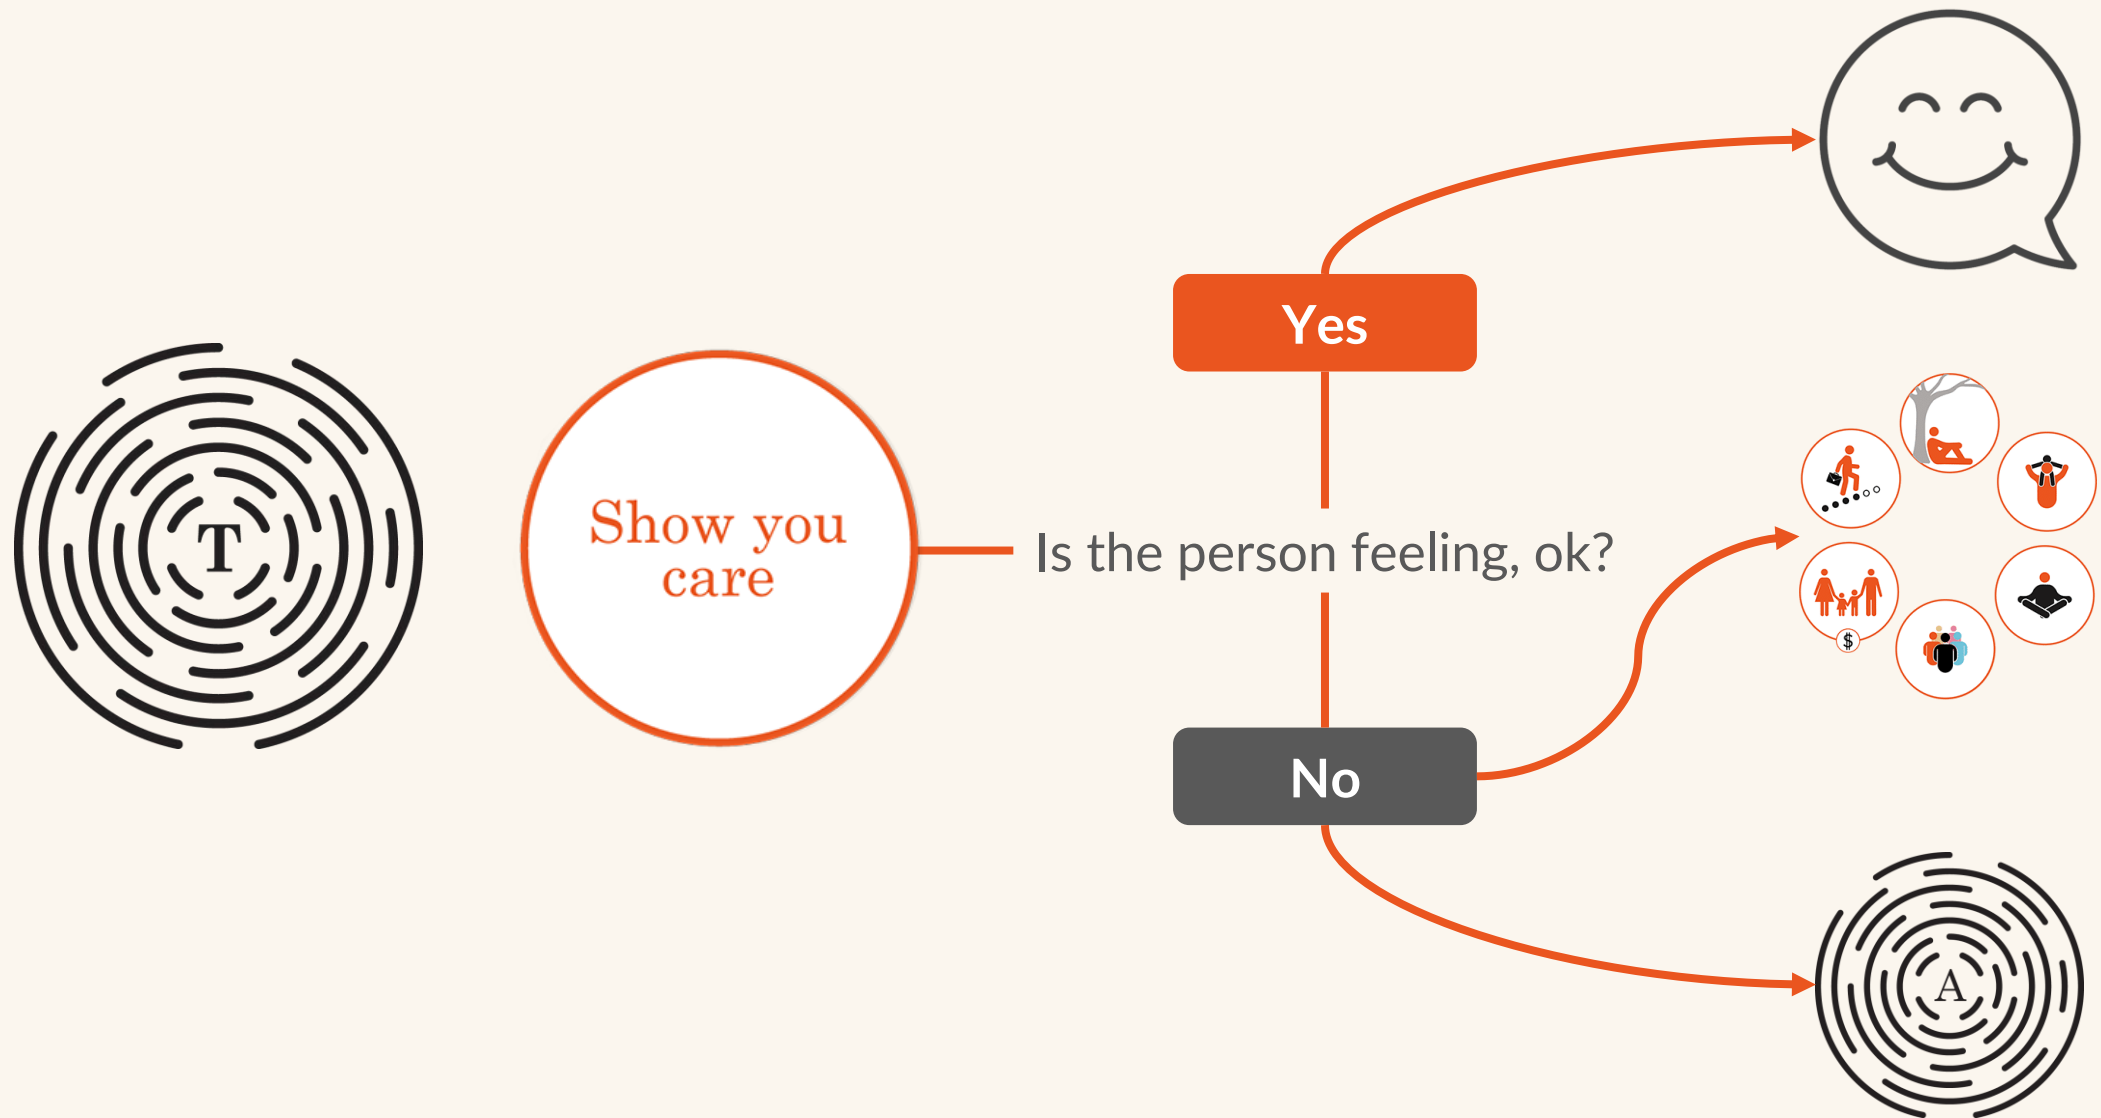 T
Show you
care
Is the person feeling, ok?
Yes
No
$
A